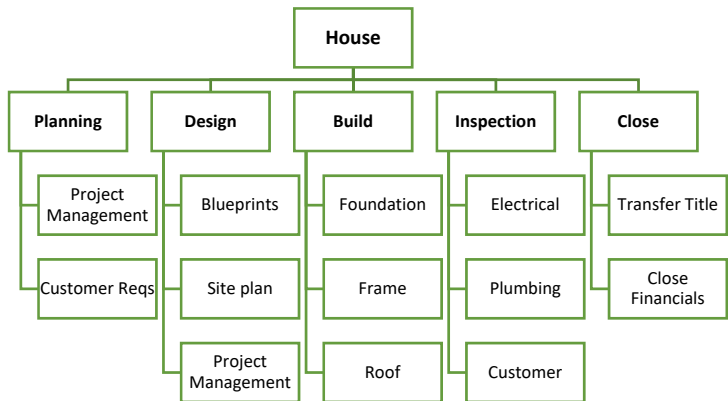 House
Planning
Design
Build
Inspection
Close
Project
Management
Blueprints
Foundation
Electrical
Transfer Title
Customer Reqs
Site plan
Frame
Plumbing
Close
Financials
Project
Management
Roof
Customer